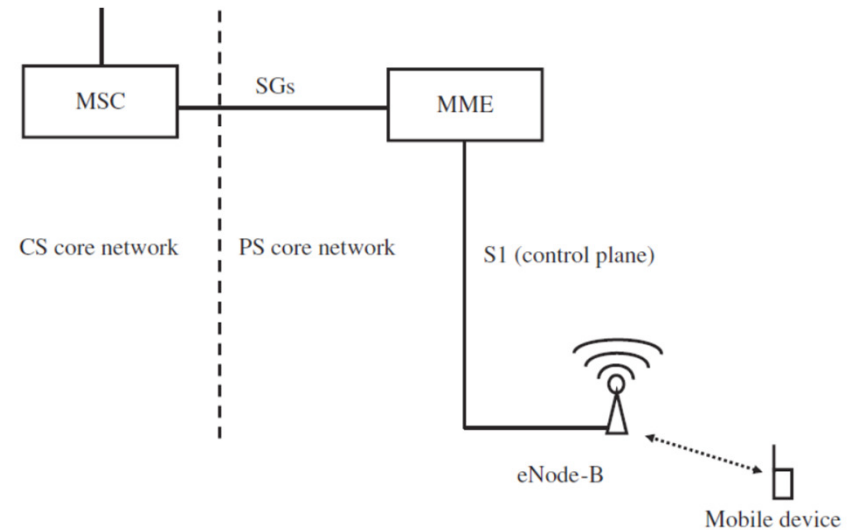 MSC
SGs
MME
CS core network
PS core network
S1 (control plane)
eNode-B
Mobile device